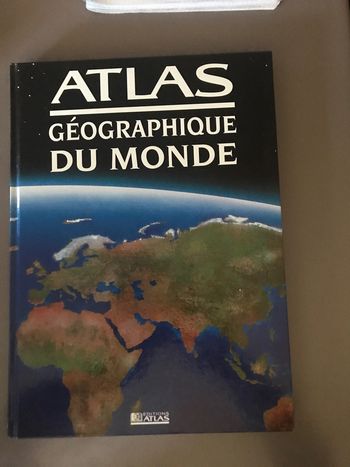 ATLAS
GÉOGRAPHIQUE
DU MONDE
EDITIONS
ATLAS